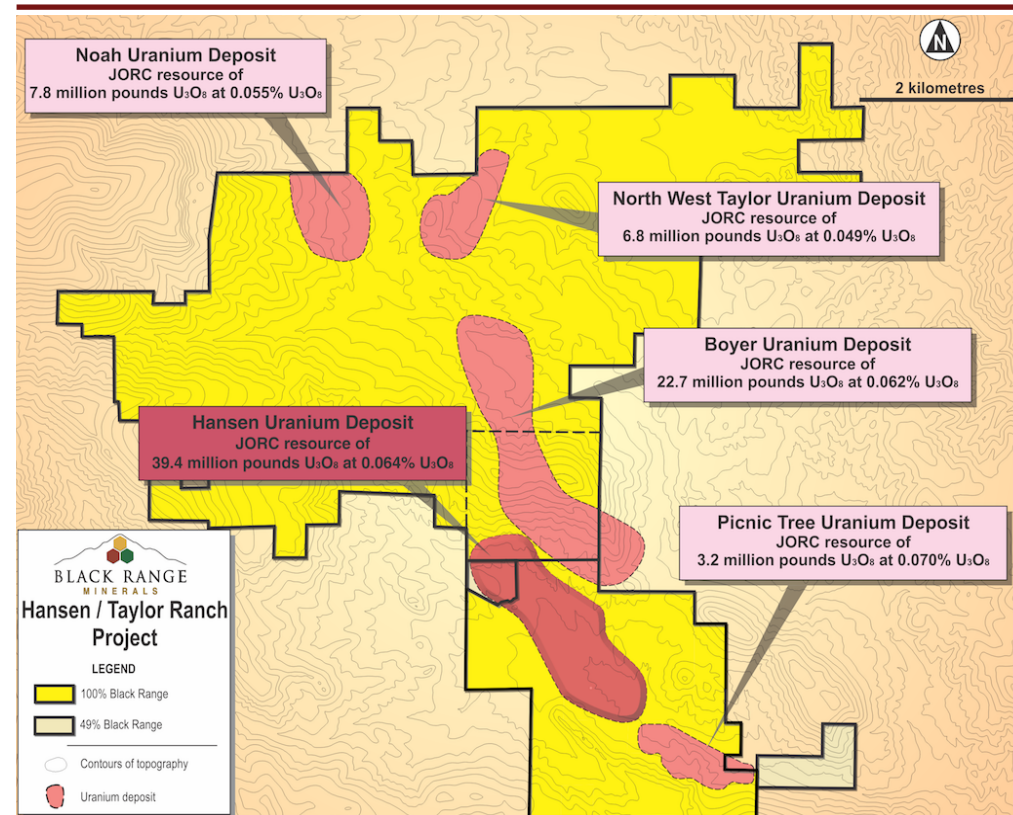 Noah Uranium Deposit
JORC resource of
7.8 million pounds U₃O₈ at 0.055% U₃O₈
N
2 kilometres
North West Taylor Uranium Deposit
JORC resource of
6.8 million pounds U₃O₈ at 0.049% U₃O₈
Boyer Uranium Deposit
JORC resource of
22.7 million pounds U₃O₈ at 0.062% U₃O₈
Hansen Uranium Deposit
JORC resource of
39.4 million pounds U₃O₈ at 0.064% U₃O₈
Picnic Tree Uranium Deposit
JORC resource of
3.2 million pounds U₃O₈ at 0.070% U₃O₈
BLACK RANGE
MINERALS
Hansen / Taylor Ranch
Project
LEGEND
100% Black Range
49% Black Range
Contours of topography
Uranium deposit